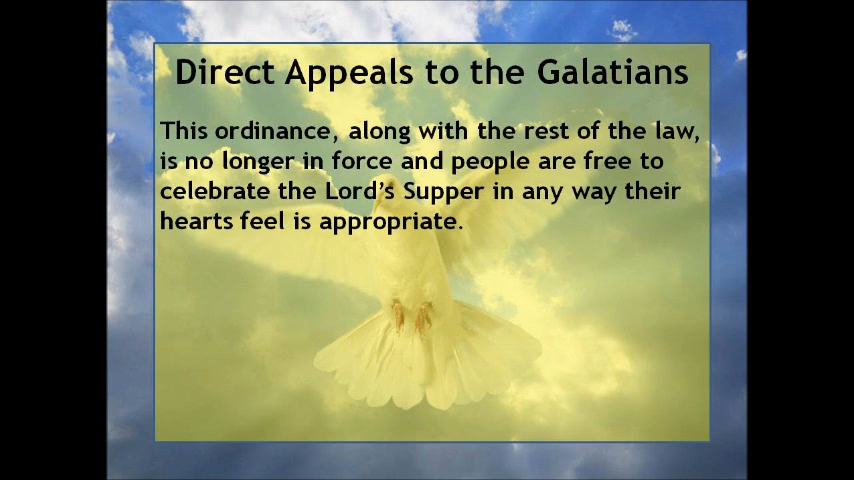 Direct Appeals to the Galatians
This ordinance, along with the rest of the law,
is no longer in force and people are free to
celebrate the Lord’s Supper in any way their
hearts feel is appropriate.